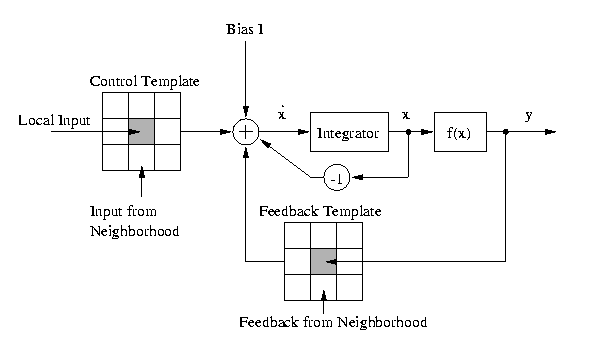 Bias I
Control Template
Local Input
+
ẋ
Integrator
x
f(x)
y
-1
Input from
Neighborhood
Feedback Template
Feedback from Neighborhood